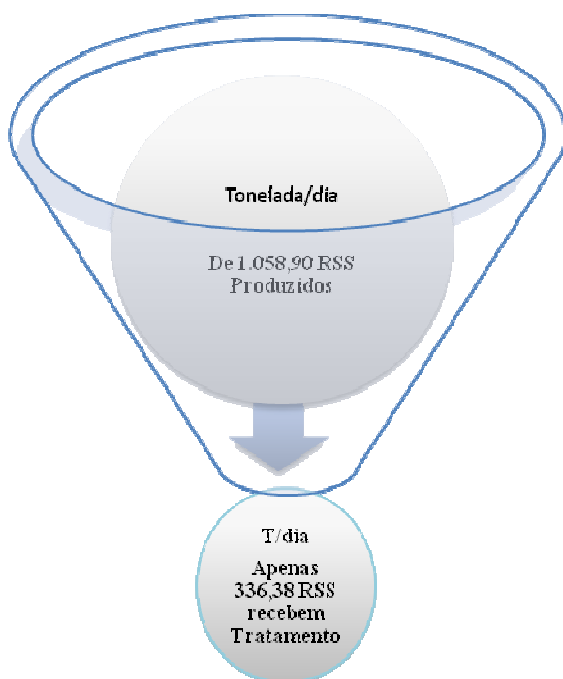 Tonelada/dia
De 1.058,90 RSS
Produzidos
T/dia
Apenas
336,38 RSS
recebem
Tratamento